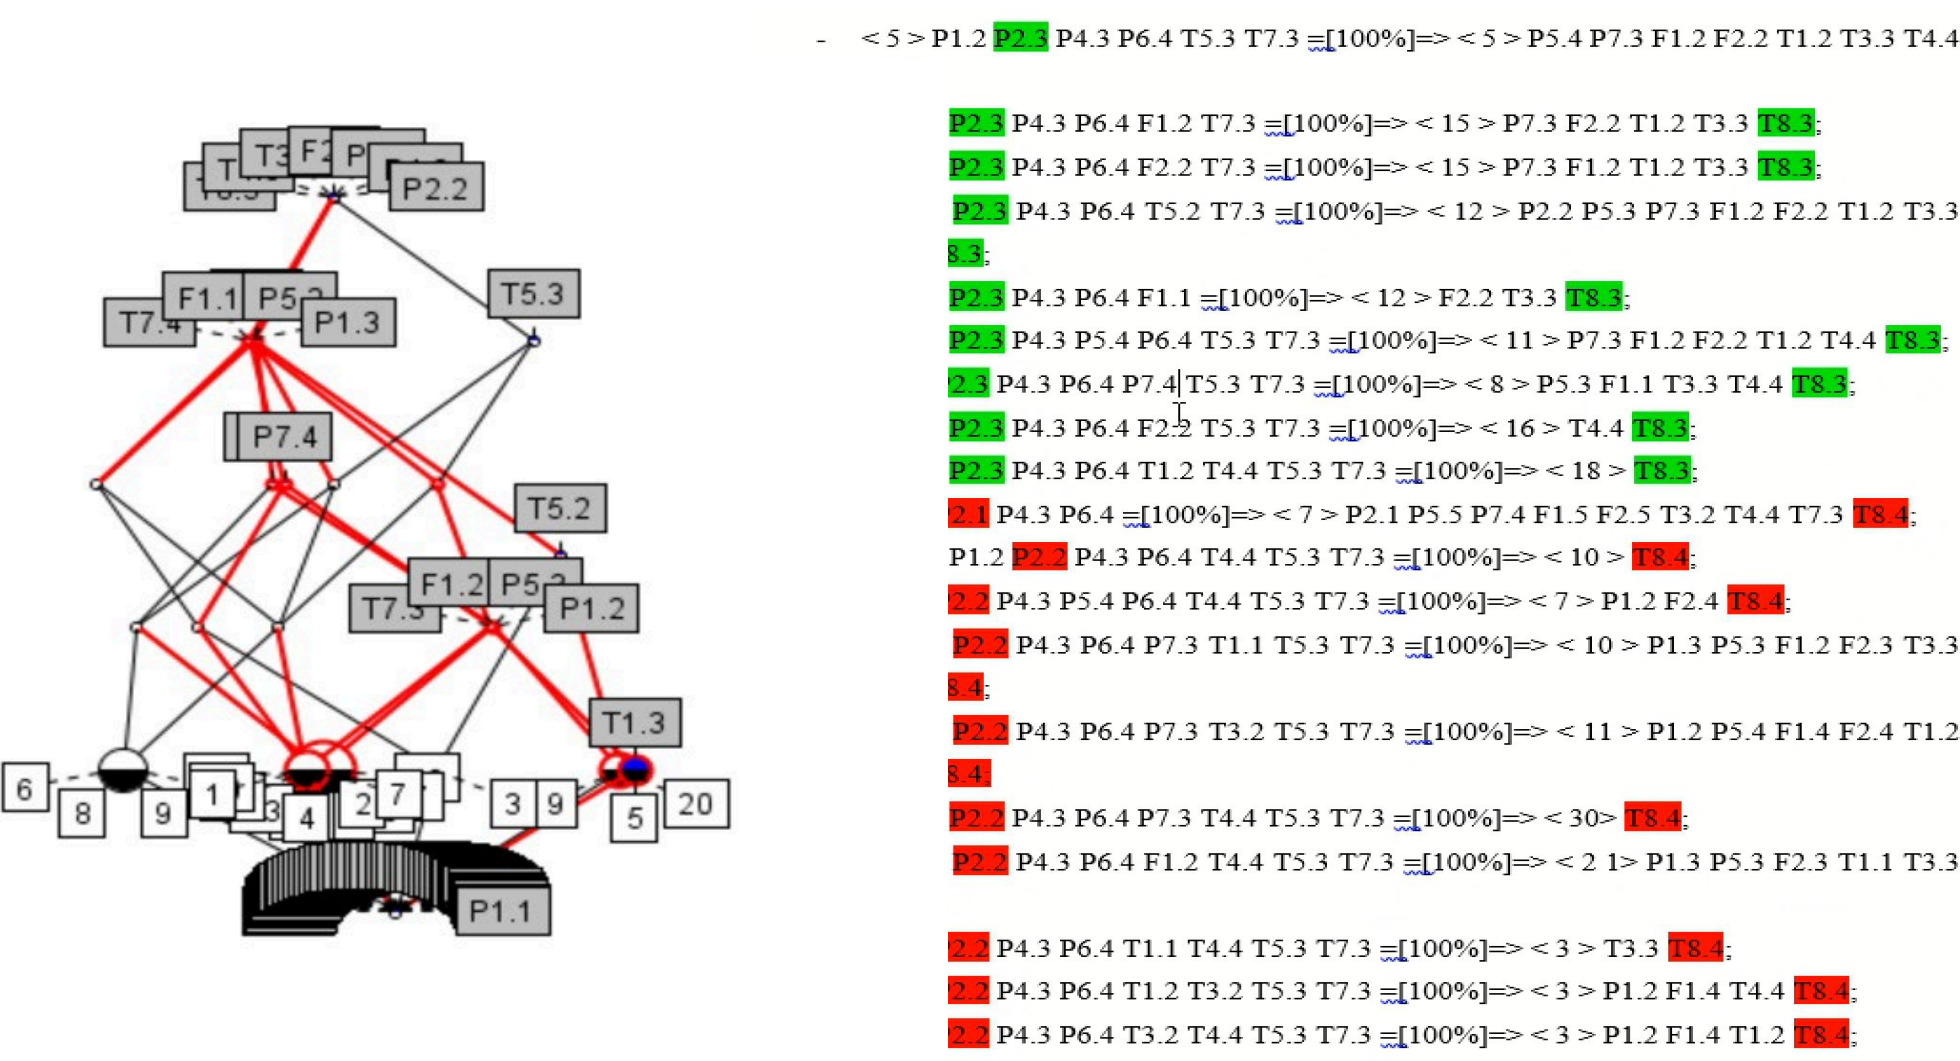 T3
F2
P
P2.2
F1.1
T7.4
P1.3
T5.3
P7.4
T5.2
F1.2
T7.3
P1.2
T1.3
6
8
9
1
3
4
2
7
3
9
5
20
P1.1
- < 5 > P1.2 P2.3 P4.3 P6.4 T5.3 T7.3 =[100%]=> < 5 > P5.4 P7.3 F1.2 F2.2 T1.2 T3.3 T4.4
P2.3 P4.3 P6.4 F1.2 T7.3 =[100%]=> < 15 > P7.3 F2.2 T1.2 T3.3 T8.3;
P2.3 P4.3 P6.4 F2.2 T7.3 =[100%]=> < 15 > P7.3 F1.2 T1.2 T3.3 T8.3;
P2.3 P4.3 P6.4 T5.2 T7.3 =[100%]=> < 12 > P2.2 P5.3 P7.3 F1.2 F2.2 T1.2 T3.3
8.3;
P2.3 P4.3 P6.4 F1.1 =[100%]=> < 12 > F2.2 T3.3 T8.3;
P2.3 P4.3 P5.4 P6.4 T5.3 T7.3 =[100%]=> < 11 > P7.3 F1.2 F2.2 T1.2 T4.4 T8.3;
P2.3 P4.3 P6.4 P7.4 T5.3 T7.3 =[100%]=> < 8 > P5.3 F1.1 T3.3 T4.4 T8.3;
P2.3 P4.3 P6.4 F2.2 T5.3 T7.3 =[100%]=> < 16 > T4.4 T8.3;
P2.3 P4.3 P6.4 T1.2 T4.4 T5.3 T7.3 =[100%]=> < 18 > T8.3;
P2.1 P4.3 P6.4 =[100%]=> < 7 > P2.1 P5.5 P7.4 F1.5 F2.5 T3.2 T4.4 T7.3 T8.4;
P1.2 P2.2 P4.3 P6.4 T4.4 T5.3 T7.3 =[100%]=> < 10 > T8.4;
P2.2 P4.3 P5.4 P6.4 T4.4 T5.3 T7.3 =[100%]=> < 7 > P1.2 F2.4 T8.4;
P2.2 P4.3 P6.4 P7.3 T1.1 T5.3 T7.3 =[100%]=> < 10 > P1.3 P5.3 F1.2 F2.3 T3.3
8.4;
P2.2 P4.3 P6.4 P7.3 T3.2 T5.3 T7.3 =[100%]=> < 11 > P1.2 P5.4 F1.4 F2.4 T1.2
8.4;
P2.2 P4.3 P6.4 P7.3 T4.4 T5.3 T7.3 =[100%]=> < 30> T8.4;
P2.2 P4.3 P6.4 F1.2 T4.4 T5.3 T7.3 =[100%]=> < 2 1> P1.3 P5.3 F2.3 T1.1 T3.3
P2.2 P4.3 P6.4 T1.1 T4.4 T5.3 T7.3 =[100%]=> < 3 > T3.3 T8.4;
P2.2 P4.3 P6.4 T1.2 T3.2 T5.3 T7.3 =[100%]=> < 3 > P1.2 F1.4 T4.4 T8.4;
P2.2 P4.3 P6.4 T3.2 T4.4 T5.3 T7.3 =[100%]=> < 3 > P1.2 F1.4 T1.2 T8.4;